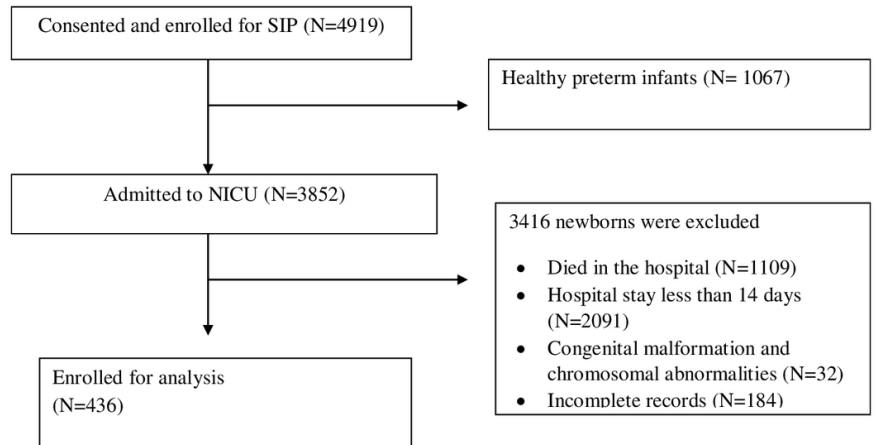 Consented and enrolled for SIP (N=4919)
Healthy preterm infants (N= 1067)
Admitted to NICU (N=3852)
3416 newborns were excluded
• Died in the hospital (N=1109)
• Hospital stay less than 14 days
(N=2091)
• Congenital malformation and
chromosomal abnormalities (N=32)
• Incomplete records (N=184)
Enrolled for analysis
(N=436)